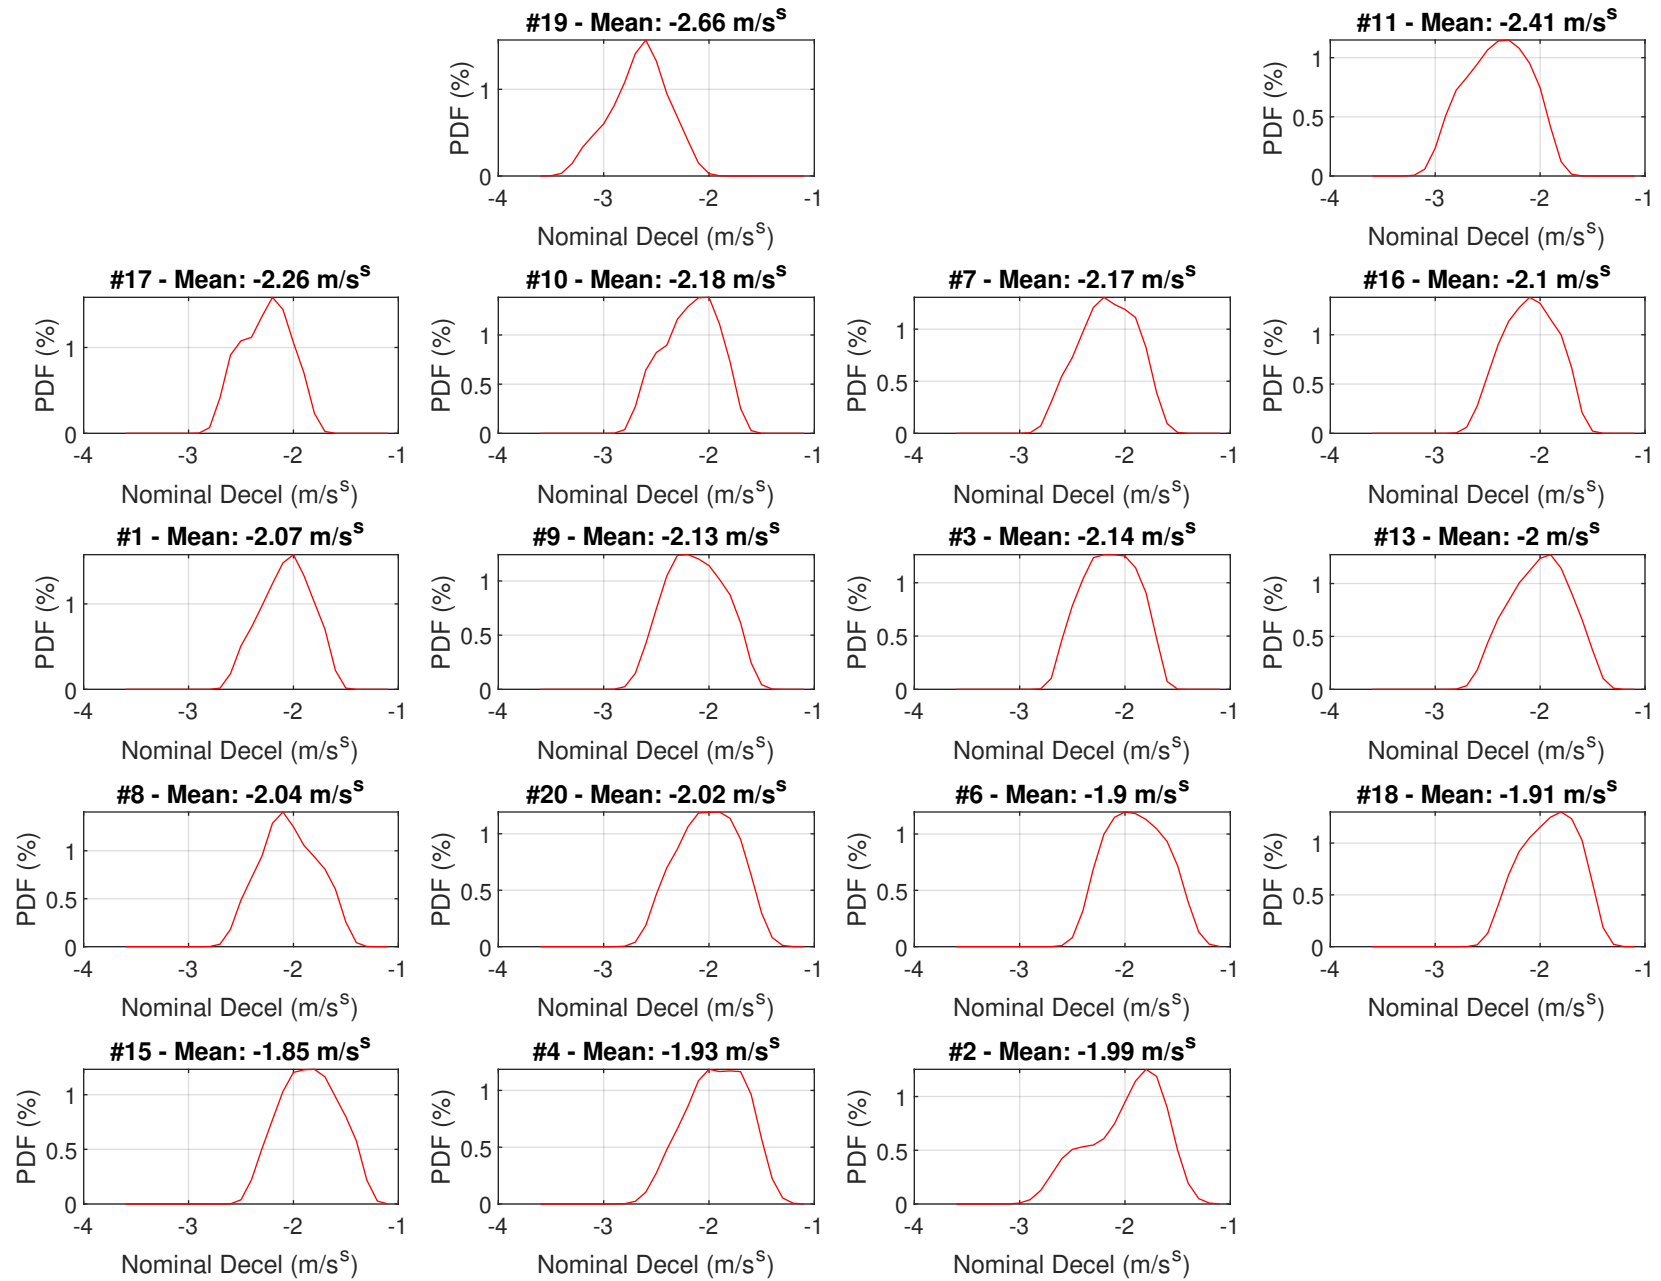 #19 - Mean: -2.66 m/s^s
PDF (%)
1
0
-4 -3 -2 -1
Nominal Decel (m/s^s)
#11 - Mean: -2.41 m/s^s
PDF (%)
1
0.5
0
-4 -3 -2 -1
Nominal Decel (m/s^s)
#17 - Mean: -2.26 m/s^s
PDF (%)
1
0
-4 -3 -2 -1
Nominal Decel (m/s^s)
#10 - Mean: -2.18 m/s^s
PDF (%)
1
0.5
0
-4 -3 -2 -1
Nominal Decel (m/s^s)
#7 - Mean: -2.17 m/s^s
PDF (%)
1
0.5
0
-4 -3 -2 -1
Nominal Decel (m/s^s)
#16 - Mean: -2.1 m/s^s
PDF (%)
1
0.5
0
-4 -3 -2 -1
Nominal Decel (m/s^s)
#1 - Mean: -2.07 m/s^s
PDF (%)
1
0
-4 -3 -2 -1
Nominal Decel (m/s^s)
#9 - Mean: -2.13 m/s^s
PDF (%)
1
0.5
0
-4 -3 -2 -1
Nominal Decel (m/s^s)
#3 - Mean: -2.14 m/s^s
PDF (%)
1
0.5
0
-4 -3 -2 -1
Nominal Decel (m/s^s)
#13 - Mean: -2 m/s^s
PDF (%)
1
0.5
0
-4 -3 -2 -1
Nominal Decel (m/s^s)
#8 - Mean: -2.04 m/s^s
PDF (%)
1
0.5
0
-4 -3 -2 -1
Nominal Decel (m/s^s)
#20 - Mean: -2.02 m/s^s
PDF (%)
1
0.5
0
-4 -3 -2 -1
Nominal Decel (m/s^s)
#6 - Mean: -1.9 m/s^s
PDF (%)
1
0.5
0
-4 -3 -2 -1
Nominal Decel (m/s^s)
#18 - Mean: -1.91 m/s^s
PDF (%)
1
0.5
0
-4 -3 -2 -1
Nominal Decel (m/s^s)
#15 - Mean: -1.85 m/s^s
PDF (%)
1
0.5
0
-4 -3 -2 -1
Nominal Decel (m/s^s)
#4 - Mean: -1.93 m/s^s
PDF (%)
1
0.5
0
-4 -3 -2 -1
Nominal Decel (m/s^s)
#2 - Mean: -1.99 m/s^s
PDF (%)
1
0.5
0
-4 -3 -2 -1
Nominal Decel (m/s^s)